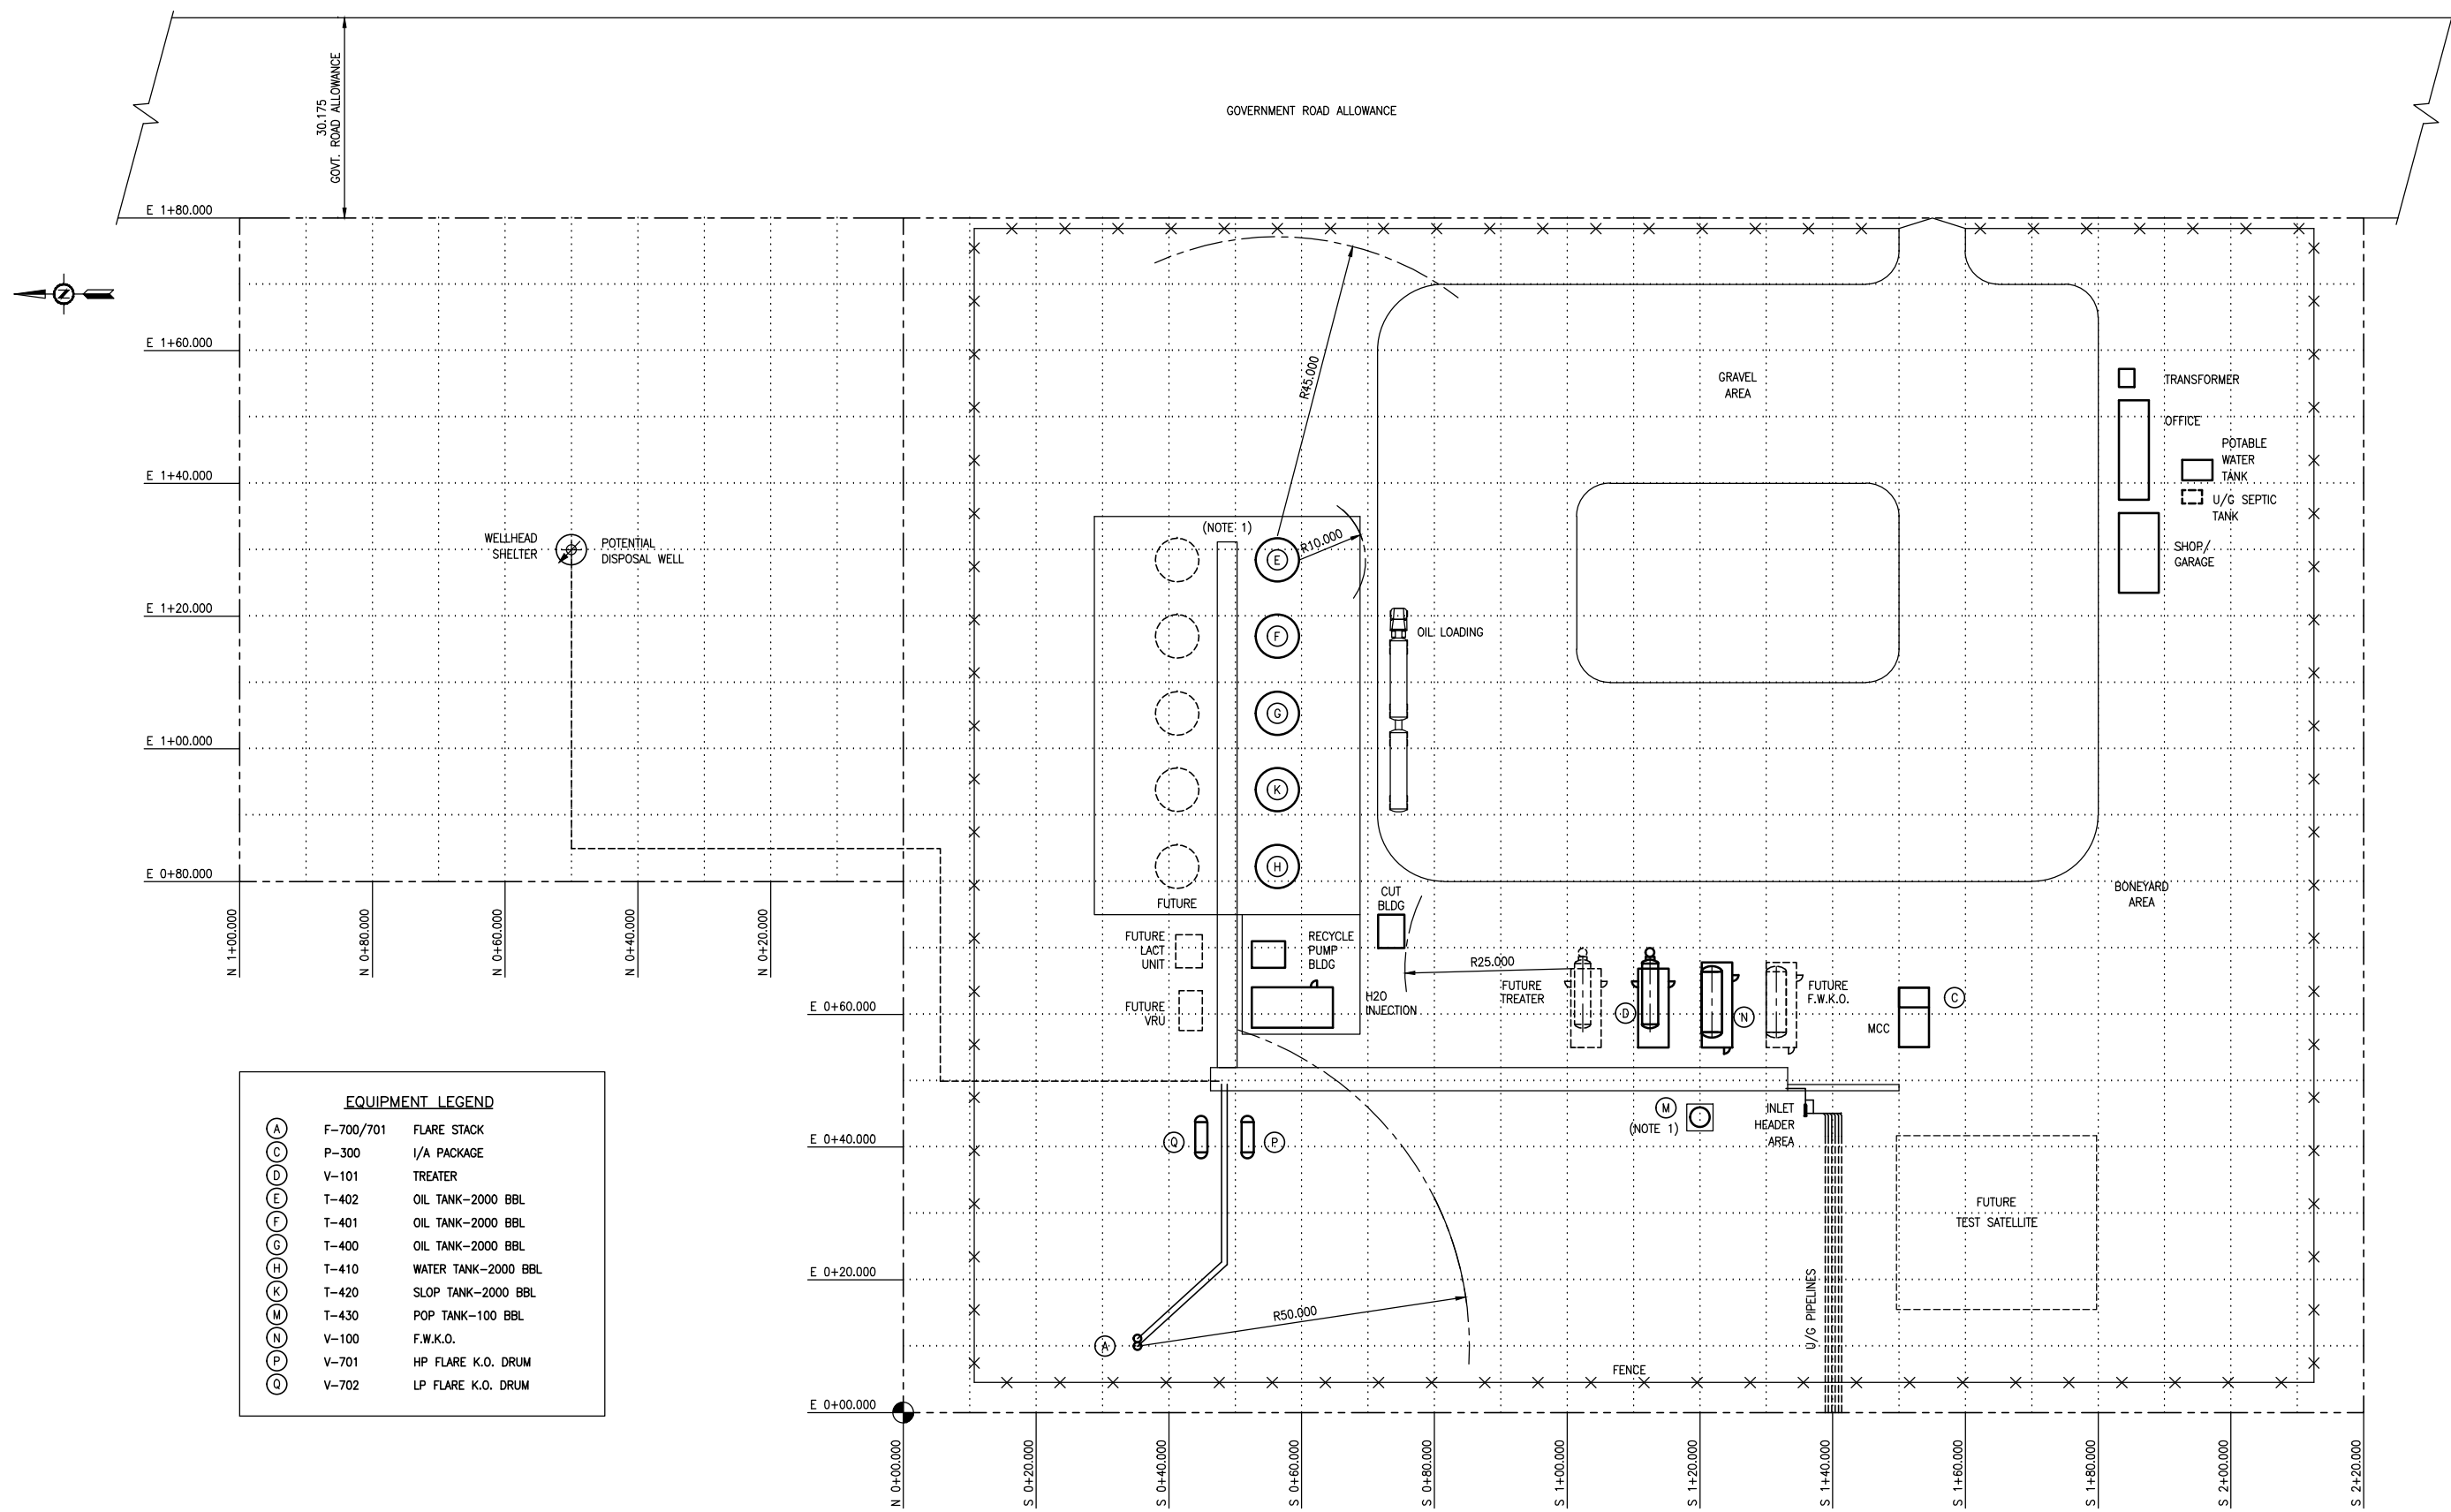 30.175
GOVT. ROAD ALLOWANCE
GOVERNMENT ROAD ALLOWANCE
E 1+80.000
N
E 1+60.000
E 1+40.000
E 1+20.000
E 1+00.000
E 0+80.000
R45.000
GRAVEL
AREA
TRANSFORMER
OFFICE
POTABLE
WATER
TANK
U/G SEPTIC
TANK
SHOP/
GARAGE
(NOTE 1)
R10.000
WELLHEAD
SHELTER
POTENTIAL
DISPOSAL WELL
E
F
G
K
H
OIL LOADING
FUTURE
CUT
BLDG
BONEYARD
AREA
N 1+00.000
N 0+80.000
N 0+60.000
N 0+40.000
N 0+20.000
FUTURE
LACT
UNIT
RECYCLE
PUMP
BLDG
R25.000
FUTURE
VRU
H2O
INJECTION
FUTURE
TREATER
D
N
FUTURE
F.W.K.O.
C
MCC
E 0+60.000
M
(NOTE 1)
INLET
HEADER
AREA
Q
P
E 0+40.000
FUTURE
TEST SATELLITE
E 0+20.000
U/G PIPELINES
R50.000
A
FENCE
E 0+00.000
EQUIPMENT LEGEND
A F-700/701 FLARE STACK
C P-300 I/A PACKAGE
D V-101 TREATER
E T-402 OIL TANK-2000 BBL
F T-401 OIL TANK-2000 BBL
G T-400 OIL TANK-2000 BBL
H T-410 WATER TANK-2000 BBL
K T-420 SLOP TANK-2000 BBL
M T-430 POP TANK-100 BBL
N V-100 F.W.K.O.
P V-701 HP FLARE K.O. DRUM
Q V-702 LP FLARE K.O. DRUM
N 0+00.000
S 0+20.000
S 0+40.000
S 0+60.000
S 0+80.000
S 1+00.000
S 1+20.000
S 1+40.000
S 1+60.000
S 1+80.000
S 2+00.000
S 2+20.000